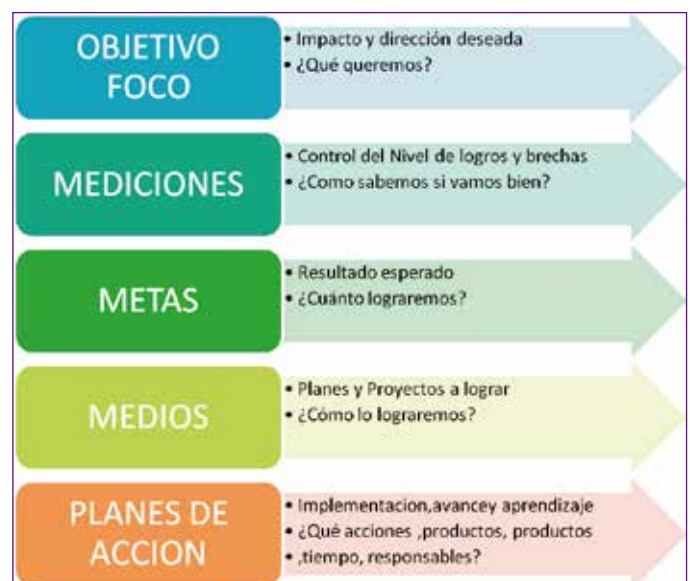 OBJETIVO
FOCO
• Impacto y dirección deseada
• ¿Qué queremos?
MEDICIONES
• Control del Nivel de logros y brechas
• ¿Como sabemos si vamos bien?
METAS
• Resultado esperado
• ¿Cuánto lograremos?
MEDIOS
• Planes y Proyectos a lograr
• ¿Cómo lo lograremos?
PLANES DE
ACCION
• Implementacion,avancey aprendizaje
• ¿Qué acciones ,productos, productos
• ,tiempo, responsables?